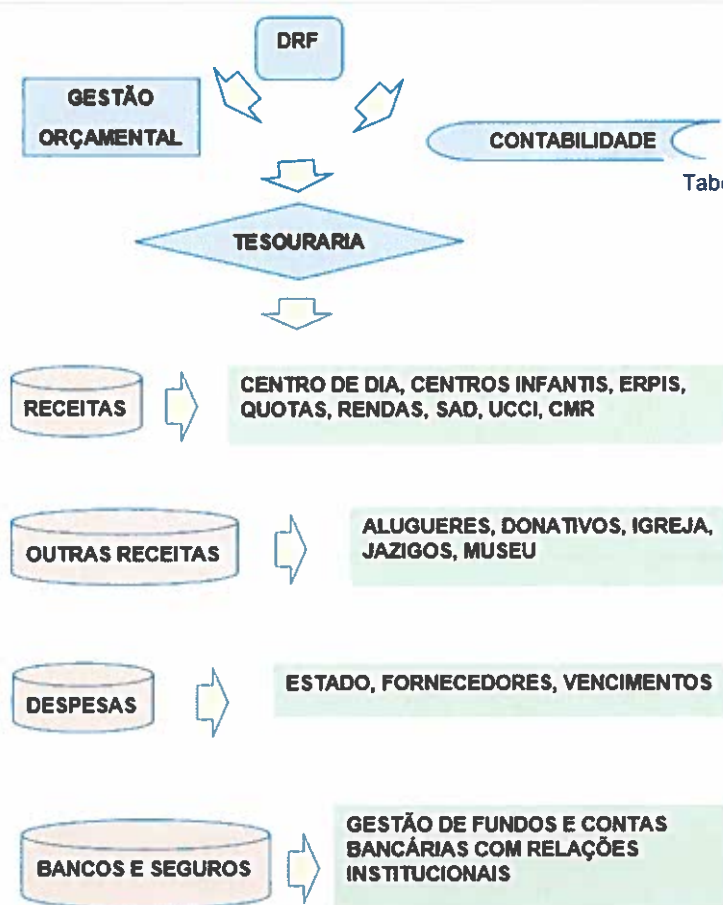 DRF
GESTÃO
ORÇAMENTAL
CONTABILIDADE
TESOURARIA
RECEITAS
CENTRO DE DIA, CENTROS INFANTIS, ERPIS,
QUOTAS, RENDAS, SAD, UCCI, CMR
OUTRAS RECEITAS
ALUGUERES, DONATIVOS, IGREJA,
JAZIGOS, MUSEU
DESPESAS
ESTADO, FORNECEDORES, VENCIMENTOS
BANCOS E SEGUROS
GESTÃO DE FUNDOS E CONTAS
BANCÁRIAS COM RELAÇÕES
INSTITUCIONAIS